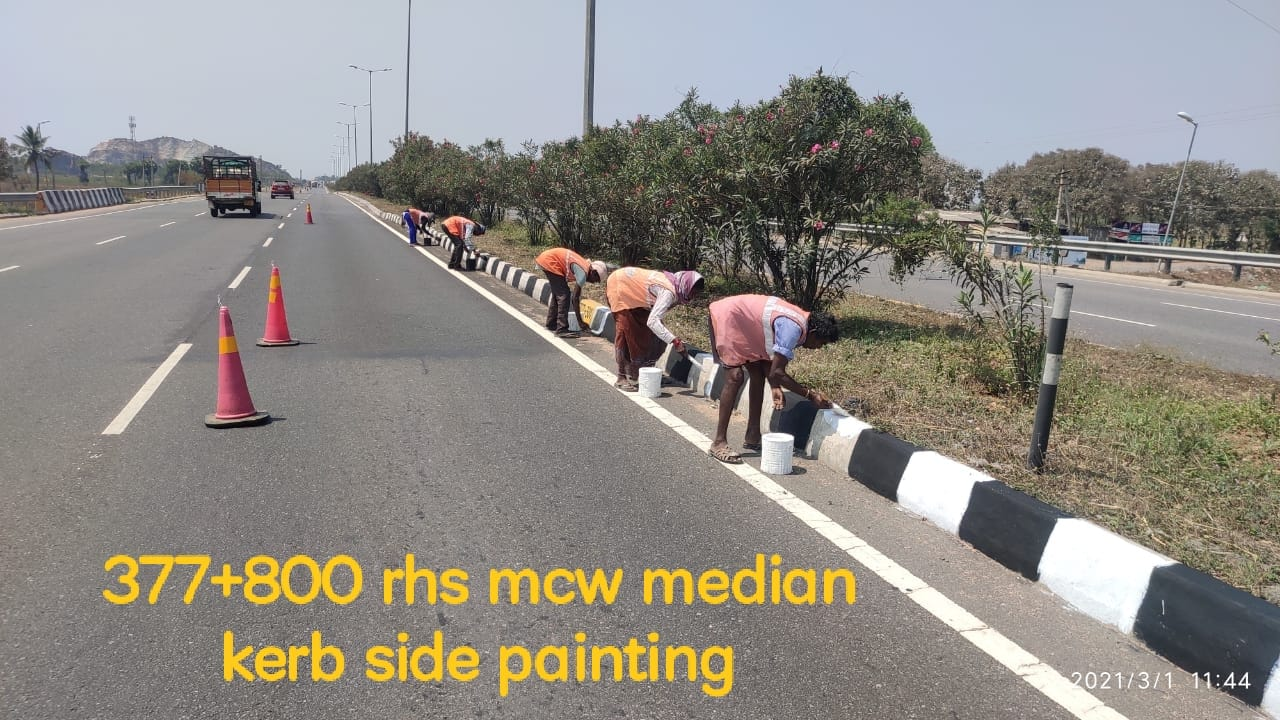 377+800 rhs mcw median
kerb side painting
2021/3/1 11:44